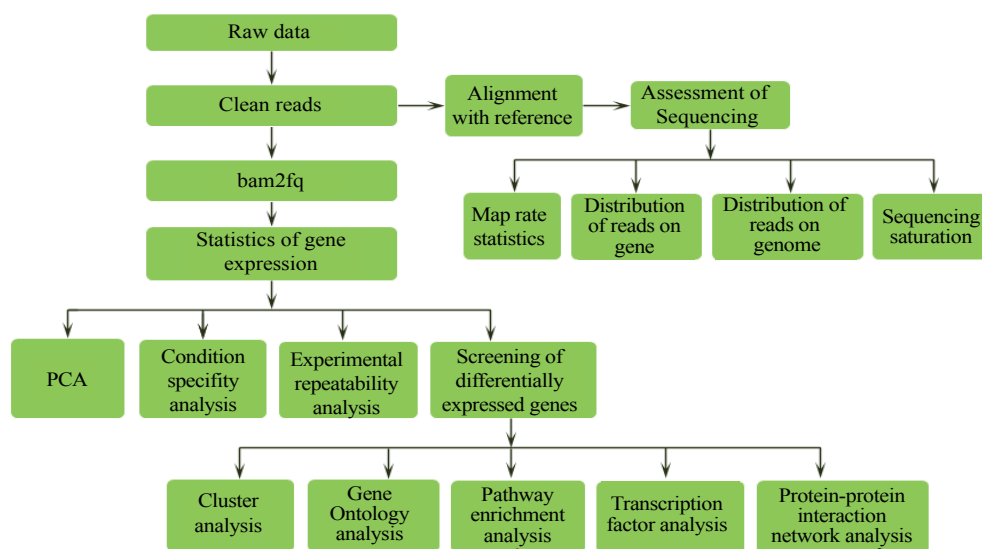 Raw data
Clean reads
Alignment
with reference
Assessment of
Sequencing
bam2fq
Map rate
statistics
Distribution
of reads on
gene
Distribution of
reads on
genome
Sequencing
saturation
Statistics of gene
expression
PCA
Condition
specifity
analysis
Experimental
repeatability
analysis
Screening of
differentially
expressed genes
Cluster
analysis
Gene
Ontology
analysis
Pathway
enrichment
analysis
Transcription
factor analysis
Protein-protein
interaction
network analysis